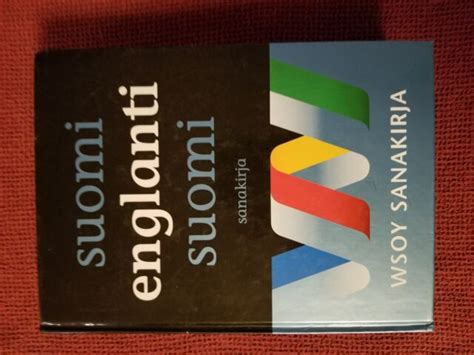 suomi
englanti
suomi
sanakirja
WSOY SANAKIRJA